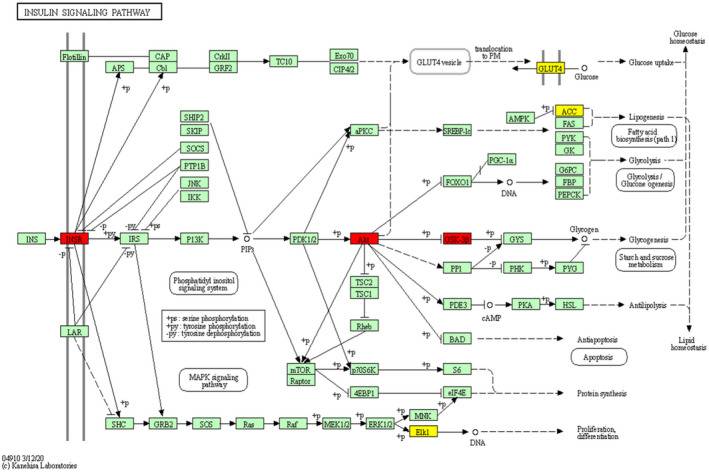 INSULIN SIGNALING PATHWAY
Glucose
homeostasis
Flotillin
CAP
CrkII
Exo70
translocation
to PM
APS
Cbl
GRF2
TC10
CIP4/2
GLUT4 vesicle
GLUT4
Glucose
Glucose uptake
+p
+p
SHIP2
SKIP
aPKC
SREBP-1c
AMPK
+p
ACC
FAS
Lipogenesis
Fatty acid
biosynthesis (path 1)
SOCS
+p
PYK
GK
PTP1B
PGC-1α
Glycolysis
JNK
+p
FOXO1
DNA
G6PC
FBP
PEPCK
Glycolysis /
Glucone ogenesis
IKK
-p
+py
-py
+ps
INS
INSR
IRS
PI3K
PIP3
PDK1/2
+p
Akt
+p
+p
GYS
Glycogen
Glycogenesis
-p
-py
PP1
-p
-p
PHK
+p
PYG
Starch and sucrose
metabolism
Phosphatidyl inositol
signaling system
+p
TSC2
TSC1
+p
PDE3
cAMP
PKA
+p
HSL
Antilipolysis
+ps : serine phosphorylation
+py : tyrosine phosphorylation
-py : tyrosine dephosphorylation
LAR
Rheb
+p
BAD
Antiapoptosis
Apoptosis
Lipid
homeostasis
MAPK signaling
pathway
mTOR
Raptor
+p
p70S6K
+p
S6
+p
4EBP1
eIF4E
Protein synthesis
SHC
GRB2
SOS
Ras
Raf
+p
MEK1/2
+p
ERK1/2
+p
MNK
+p
+p
Elk1
DNA
Proliferation,
differentiation
04910 3/12/20
(c) Kanehisa Laboratories